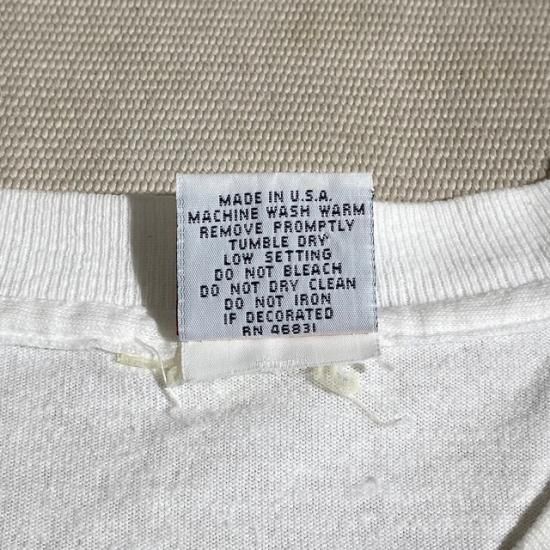 MADE IN U.S.A.
MACHINE WASH WARM
REMOVE PROMPTLY
TUMBLE DRY
LOW SETTING
DO NOT BLEACH
DO NOT DRY CLEAN
DO NOT IRON
IF DECORATED
RN 46831